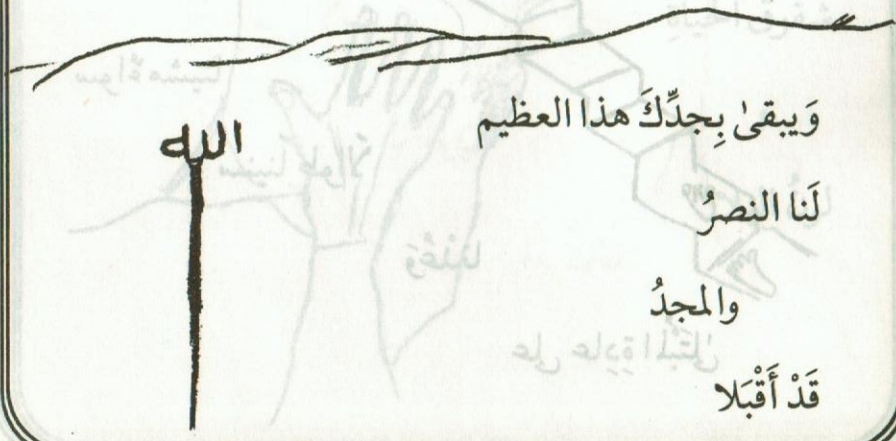 وَيبقىٰ بِجدِّكَ هذا العظيم
الله
لَنا النصرُ
والمجدُ
قَدْ أَقْبَلا